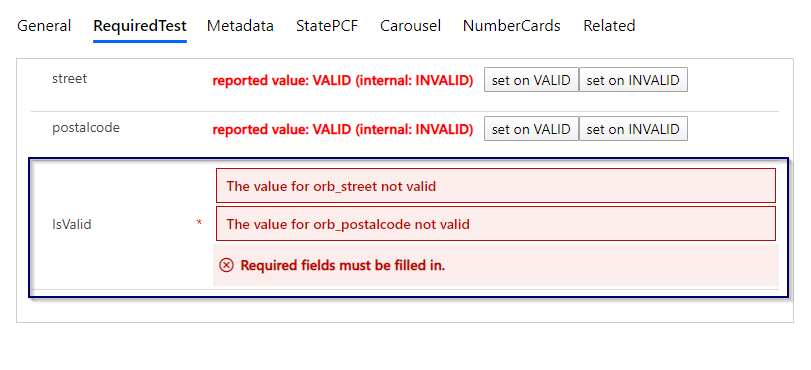 General RequiredTest Metadata StatePCF Carousel NumberCards Related
street reported value: VALID (internal: INVALID) set on VALID set on INVALID
postalcode reported value: VALID (internal: INVALID) set on VALID set on INVALID
The value for orb_street not valid
IsValid * The value for orb_postalcode not valid
Required fields must be filled in.